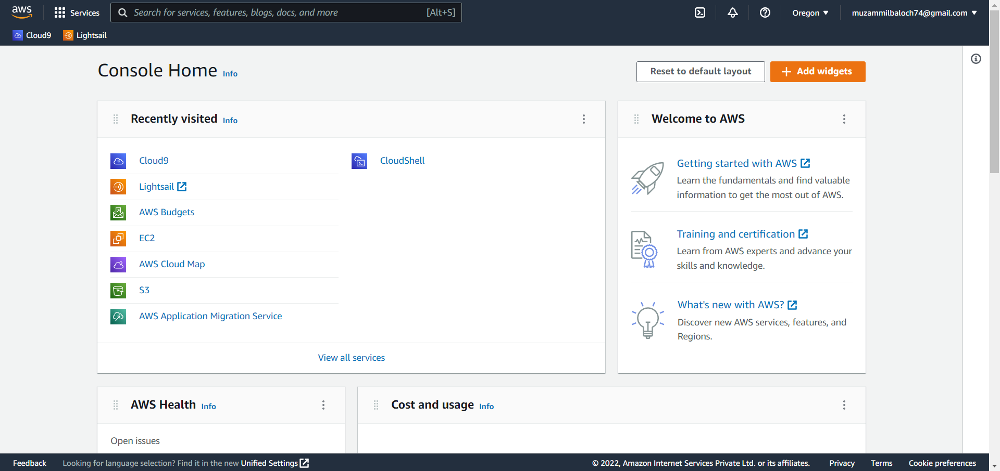 aws
Services
Search for services, features, blogs, docs, and more [Alt+S]
Oregon
muzammilbaloch74@gmail.com
Cloud9
Lightsail
Console Home Info
Reset to default layout
Add widgets
Recently visited Info
Cloud9
Lightsail
AWS Budgets
EC2
AWS Cloud Map
S3
AWS Application Migration Service
CloudShell
View all services
Welcome to AWS
Getting started with AWS
Learn the fundamentals and find valuable
information to get the most out of AWS.
Training and certification
Learn from AWS experts and advance your
skills and knowledge.
What's new with AWS?
Discover new AWS services, features, and
Regions.
AWS Health Info
Open issues
Cost and usage Info
Feedback
Looking for language selection? Find it in the new Unified Settings
© 2022, Amazon Internet Services Private Ltd. or its affiliates.
Privacy
Terms
Cookie preferences